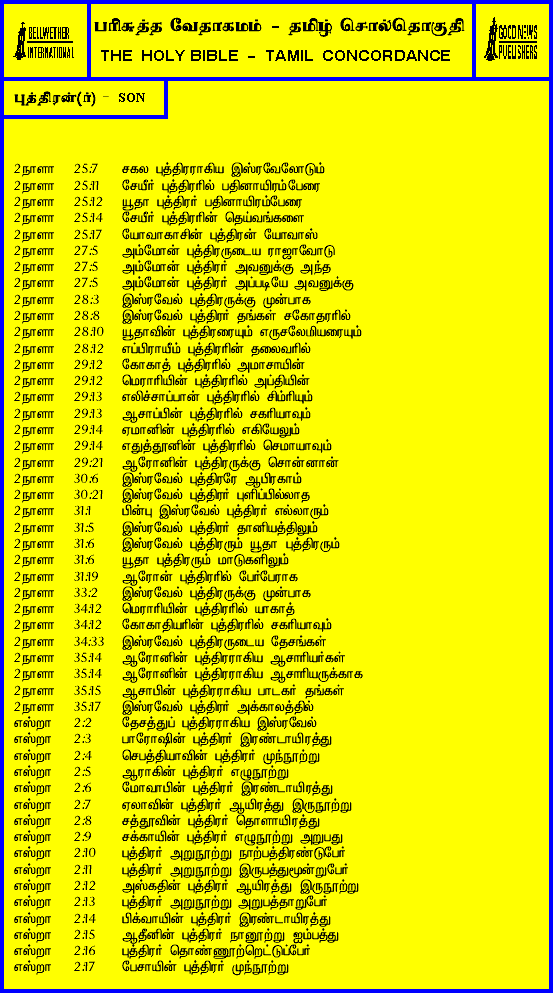 BELLWETHER
INTERNATIONAL
பரிசுத்த வேதாகமம் - தமிழ் சொல்தொகுதி
THE HOLY BIBLE - TAMIL CONCORDANCE
GOOD NEWS
PUBLISHERS
புத்திரன்(ர்) - SON
2நாளா 25:7 சகல புத்திரராகிய இஸ்ரவேலோடும்
2நாளா 25:11 சேயீர் புத்திரரில் பதினாயிரம்பேரை
2நாளா 25:12 யூதா புத்திரர் பதினாயிரம்பேரை
2நாளா 25:14 சேயீர் புத்திரரின் தெய்வங்களை
2நாளா 25:17 யோவாகாசின் புத்திரன் யோவாஸ்
2நாளா 27:5 அம்மோன் புத்திரருடைய ராஜாவோடு
2நாளா 27:5 அம்மோன் புத்திரர் அவனுக்கு அந்த
2நாளா 27:5 அம்மோன் புத்திரர் அப்படியே அவனுக்கு
2நாளா 28:3 இஸ்ரவேல் புத்திரருக்கு முன்பாக
2நாளா 28:8 இஸ்ரவேல் புத்திரர் தங்கள் சகோதரரில்
2நாளா 28:10 யூதாவின் புத்திரரையும் எருசலேமியரையும்
2நாளா 28:12 எப்பிராயீம் புத்திரரின் தலைவரில்
2நாளா 29:12 கோகாத் புத்திரரில் அமாசாயின்
2நாளா 29:12 மெராரியின் புத்திரரில் அப்தியின்
2நாளா 29:13 எலிச்சாப்பான் புத்திரரில் சிம்ரியும்
2நாளா 29:13 ஆசாப்பின் புத்திரரில் சகரியாவும்
2நாளா 29:14 ஏமானின் புத்திரரில் எகியேலும்
2நாளா 29:14 எதுத்தூனின் புத்திரரில் செமாயாவும்
2நாளா 29:21 ஆரோனின் புத்திரருக்கு சொன்னான்
2நாளா 30:6 இஸ்ரவேல் புத்திரரே ஆபிரகாம்
2நாளா 30:21 இஸ்ரவேல் புத்திரர் புளிப்பில்லாத
2நாளா 31:1 பின்பு இஸ்ரவேல் புத்திரர் எல்லாரும்
2நாளா 31:5 இஸ்ரவேல் புத்திரர் தானியத்திலும்
2நாளா 31:6 இஸ்ரவேல் புத்திரரும் யூதா புத்திரரும்
2நாளா 31:6 யூதா புத்திரரும் மாடுகளிலும்
2நாளா 31:19 ஆரோன் புத்திரரில் பேர்பேராக
2நாளா 33:2 இஸ்ரவேல் புத்திரருக்கு முன்பாக
2நாளா 34:12 மெராரியின் புத்திரரில் யாகாத்
2நாளா 34:12 கோகாதியரின் புத்திரரில் சகரியாவும்
2நாளா 34:33 இஸ்ரவேல் புத்திரருடைய தேசங்கள்
2நாளா 35:14 ஆரோனின் புத்திரராகிய ஆசாரியர்கள்
2நாளா 35:14 ஆரோனின் புத்திரராகிய ஆசாரியருக்காக
2நாளா 35:15 ஆசாபின் புத்திரராகிய பாடகர் தங்கள்
2நாளா 35:17 இஸ்ரவேல் புத்திரர் அக்காலத்தில்
எஸ்றா 2:2 தேசத்துப் புத்திரராகிய இஸ்ரவேல்
எஸ்றா 2:3 பாரோஷின் புத்திரர் இரண்டாயிரத்து
எஸ்றா 2:4 செபத்தியாவின் புத்திரர் முந்நூற்று
எஸ்றா 2:5 ஆராகின் புத்திரர் எழுநூற்று
எஸ்றா 2:6 மோவாபின் புத்திரர் இரண்டாயிரத்து
எஸ்றா 2:7 ஏலாவின் புத்திரர் ஆயிரத்து இருநூற்று
எஸ்றா 2:8 சத்தூவின் புத்திரர் தொளாயிரத்து
எஸ்றா 2:9 சக்காயின் புத்திரர் எழுநூற்று அறுபது
எஸ்றா 2:10 புத்திரர் அறுநூற்று நாற்பத்திரண்டுபேர்
எஸ்றா 2:11 புத்திரர் அறுநூற்று இருபத்துமூன்றுபேர்
எஸ்றா 2:12 அஸ்கதின் புத்திரர் ஆயிரத்து இருநூற்று
எஸ்றா 2:13 புத்திரர் அறுநூற்று அறுபத்தாறுபேர்
எஸ்றா 2:14 பிக்வாயின் புத்திரர் இரண்டாயிரத்து
எஸ்றா 2:15 ஆதீனின் புத்திரர் நானூற்று ஐம்பத்து
எஸ்றா 2:16 புத்திரர் தொண்ணூற்றெட்டுப்பேர்
எஸ்றா 2:17 பேசாயின் புத்திரர் முந்நூற்று